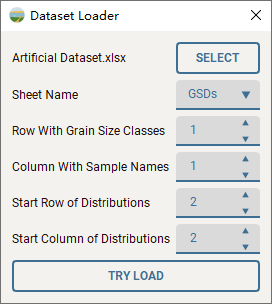 Dataset Loader
Artificial Dataset.xlsx SELECT
Sheet Name GSDs
Row With Grain Size Classes 1
Column With Sample Names 1
Start Row of Distributions 2
Start Column of Distributions 2
TRY LOAD